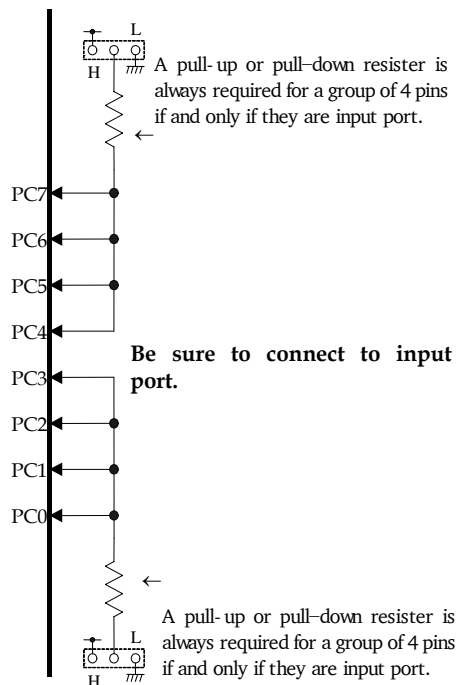 L
H
A pull-up or pull-down resister is
always required for a group of 4 pins
if and only if they are input port.
←
PC7
PC6
PC5
PC4
Be sure to connect to input
port.
PC3
PC2
PC1
PC0
←
A pull-up or pull-down resister is
always required for a group of 4 pins
if and only if they are input port.
L
H